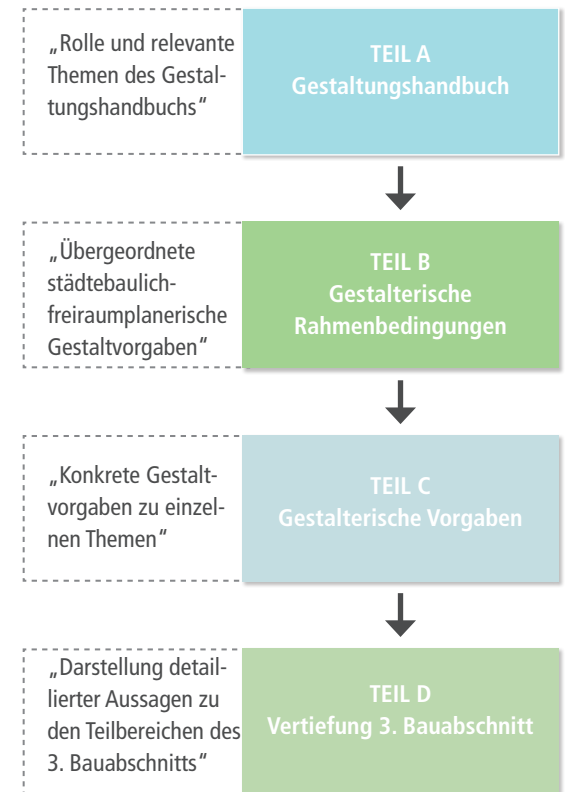 „Rolle und relevante
Themen des Gestal-
tungshandbuchs“
TEIL A
Gestaltungshandbuch
„Übergeordnete
städtebaulich-
freiraumplanerische
Gestaltvorgaben“
TEIL B
Gestalterische
Rahmenbedingungen
„Konkrete Gestalt-
vorgaben zu einzel-
nen Themen“
TEIL C
Gestalterische Vorgaben
„Darstellung detail-
lierter Aussagen zu
den Teilbereichen des
3. Bauabschnitts“
TEIL D
Vertiefung 3. Bauabschnitt